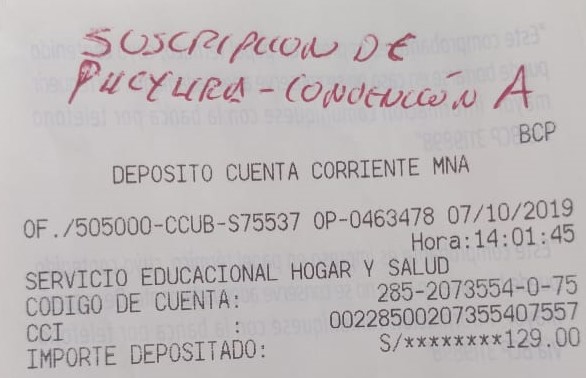 SUSCRIPCION DE
PUCYURA - CONVENCION A
BCP
DEPOSITO CUENTA CORRIENTE MNA
OF./505000-CCUB-S75537 OP-0463478 07/10/2019
Hora:14:01:45
SERVICIO EDUCACIONAL HOGAR Y SALUD
CODIGO DE CUENTA: 285-2073554-0-75
CCI : 00228500207355407557
IMPORTE DEPOSITADO: S/********129.00